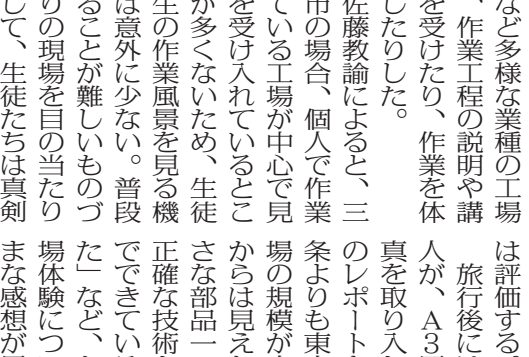 など多様な業種の工場
、作業工程の説明や講
を受けたり、作業を体
したりした。
佐藤教諭によると、三
市の場合、個人で作業
ている工場が中心で見
を受け入れているとこ
が多くないため、生徒
生の作業風景を見る機
は意外に少ない。普段
ることが難しいものづ
りの現場を目の当たり
して、生徒たちは真剣
は評価する
旅行後に
人が、A3
真を取り入
のレポート
条よりも東
場の規模が
からは見え
さな部品一
正確な技術
でできてい
た」など、
場体験につ
まな感想が